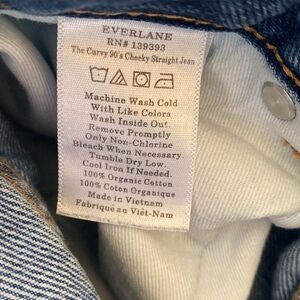 EVERLANE
RN# 139393
The Curvy 90's Cheeky Straight Jean
Machine Wash Cold
With Like Colors
Wash Inside Out.
Remove Promptly
Only Non-Chlorine
Bleach When Necessary.
Tumble Dry Low.
Cool Iron If Needed.
100% Organic Cotton
100% Coton Organique
Made in Vietnam
Fabriqué au Viêt-Nam